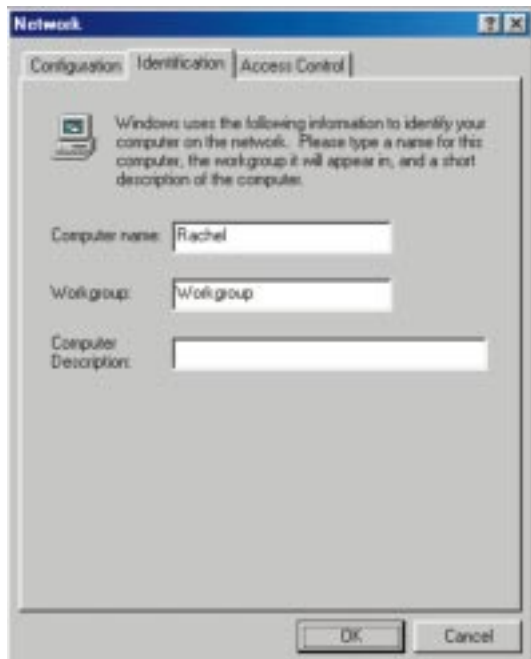 Network
Configuration Identification Access Control
Windows uses the following information to identify your
computer on the network. Please type a name for this
computer, the workgroup it will appear in, and a short
description of the computer.
Computer name: Rachel
Workgroup: Workgroup
Computer
Description:
OK Cancel